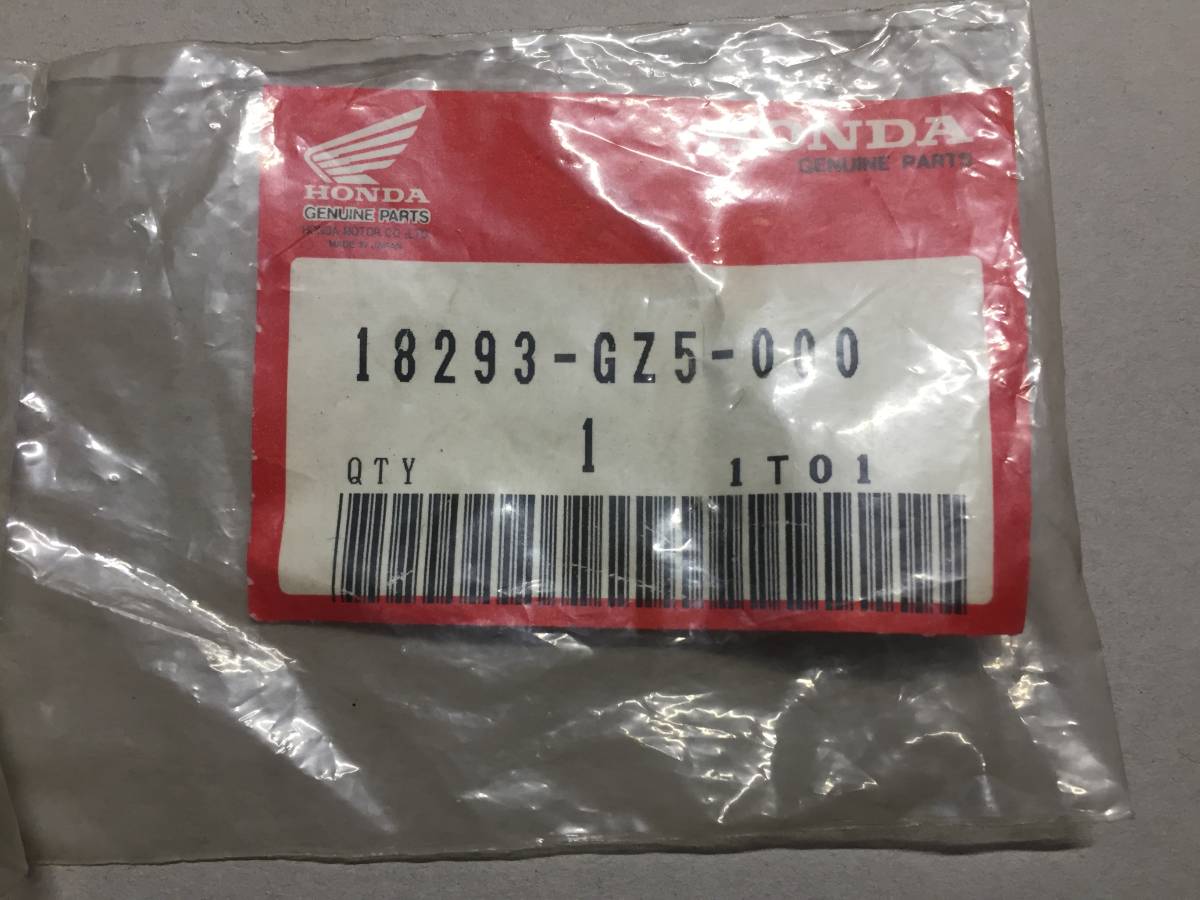 HONDA
GENUINE PARTS
HONDA MOTOR CO.,LTD.
MADE IN JAPAN
HONDA
GENUINE PARTS
18293-GZ5-000
1
QTY
1T01